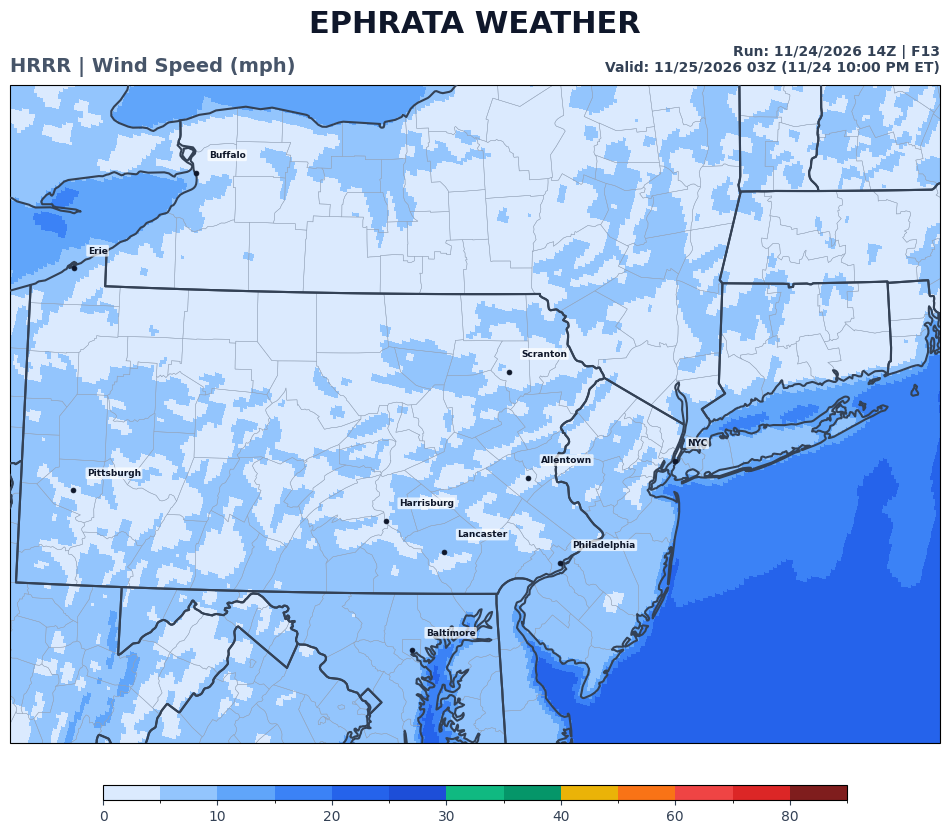 EPHRATA WEATHER
HRRR | Wind Speed (mph)
Run: 11/24/2026 14Z | F13
Valid: 11/25/2026 03Z (11/24 10:00 PM ET)
Buffalo
Erie
Scranton
NYC
Allentown
Pittsburgh
Harrisburg
Lancaster
Philadelphia
Baltimore
0 10 20 30 40 50 60 70 80